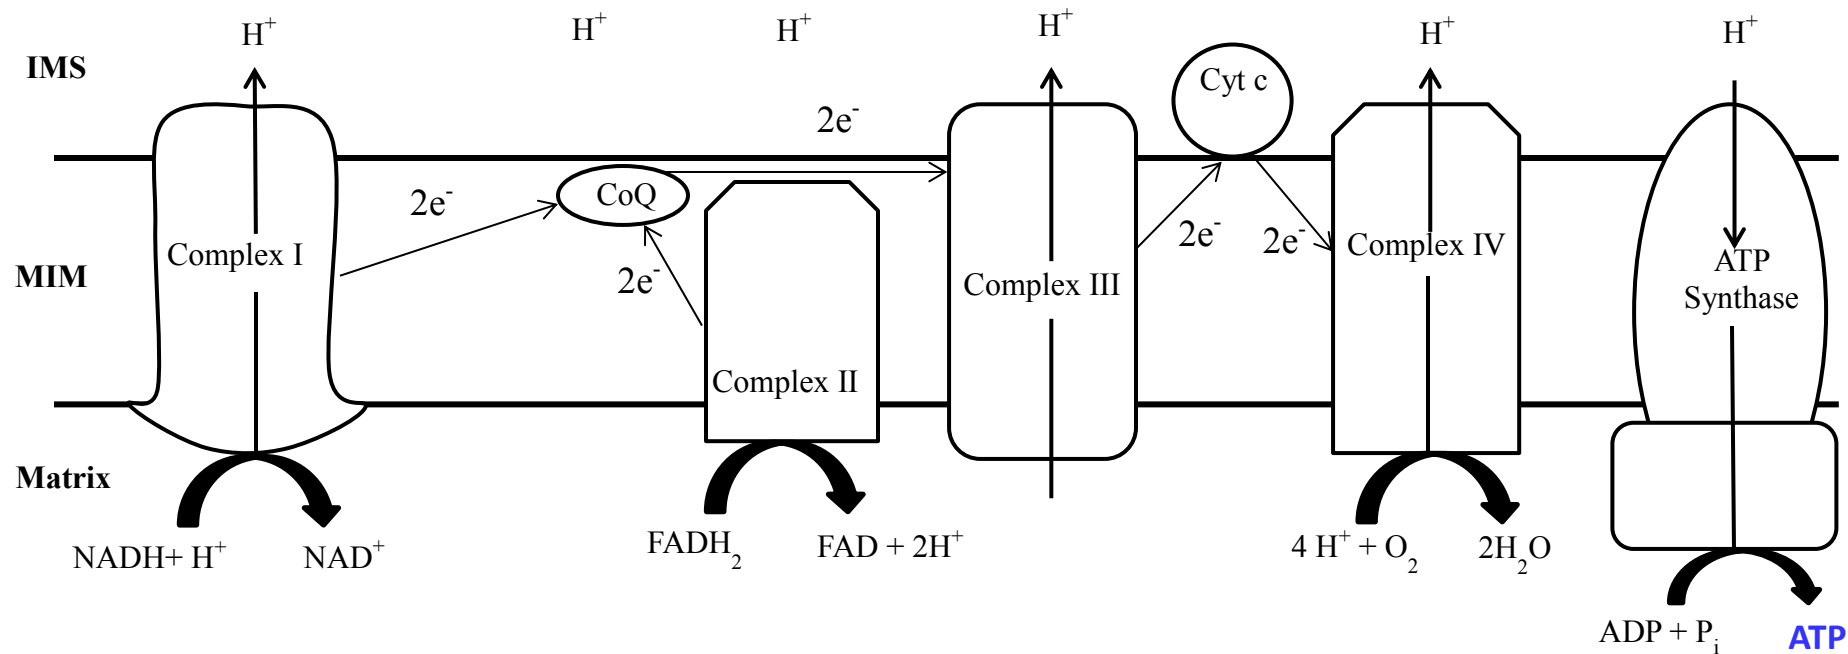 H⁺ H⁺ H⁺ H⁺ H⁺ H⁺
IMS
Cyt c
2e⁻
CoQ
2e⁻
2e⁻ 2e⁻
Complex I
Complex IV
MIM
2e⁻
Complex III
ATP
Synthase
Complex II
Matrix
NADH+ H⁺ NAD⁺
FADH₂ FAD + 2H⁺
4 H⁺ + O₂ 2H₂O
ADP + Pᵢ ATP